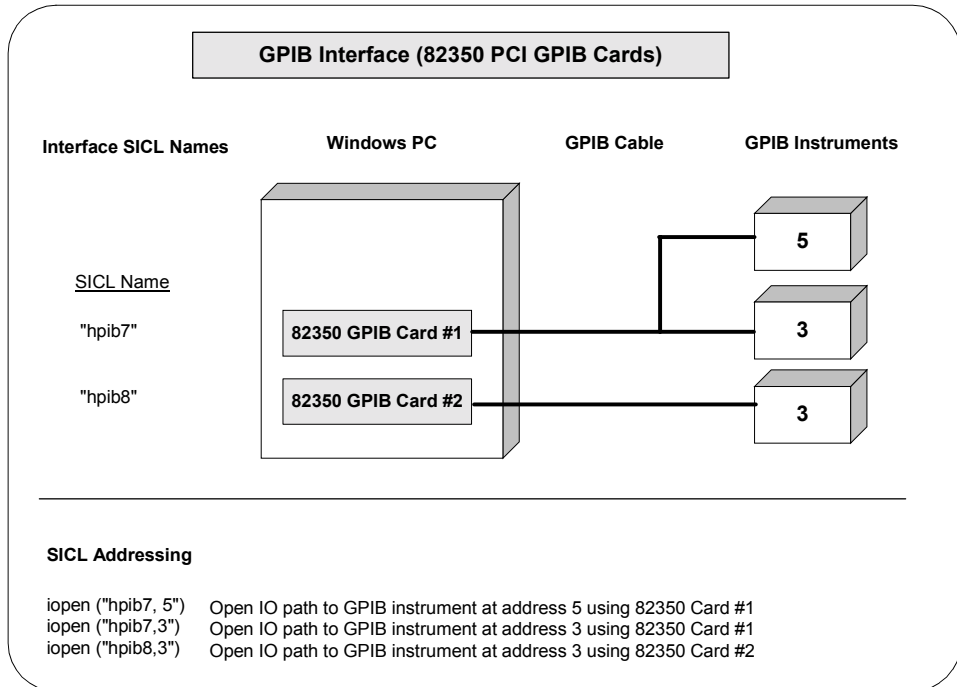 GPIB Interface (82350 PCI GPIB Cards)
Interface SICL Names
Windows PC
GPIB Cable
GPIB Instruments
5
SICL Name
"hpib7"
82350 GPIB Card #1
3
"hpib8"
82350 GPIB Card #2
3
SICL Addressing
iopen ("hpib7, 5") Open IO path to GPIB instrument at address 5 using 82350 Card #1
iopen ("hpib7,3") Open IO path to GPIB instrument at address 3 using 82350 Card #1
iopen ("hpib8,3") Open IO path to GPIB instrument at address 3 using 82350 Card #2